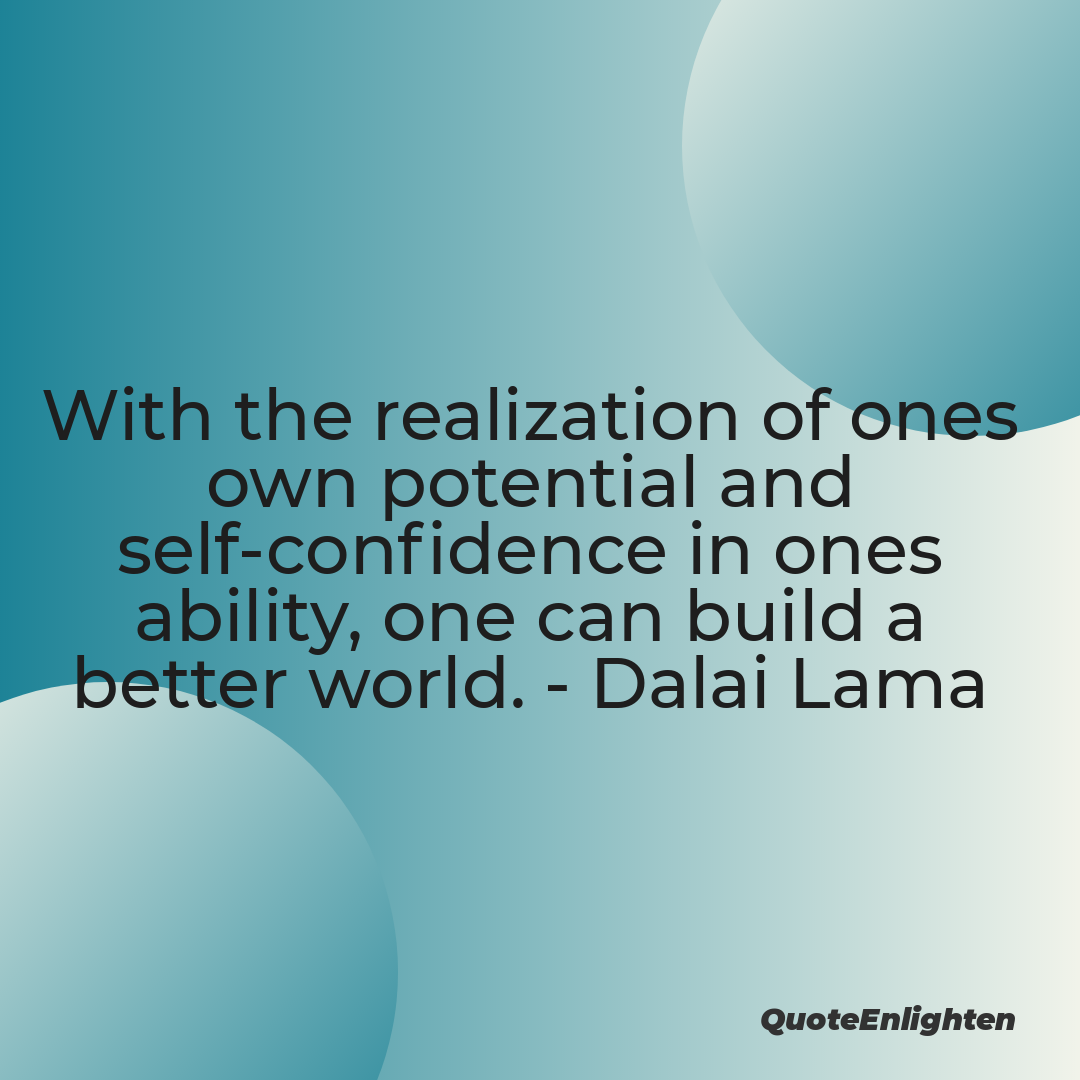 With the realization of ones
own potential and
self-confidence in ones
ability, one can build a
better world. - Dalai Lama
QuoteEnlighten